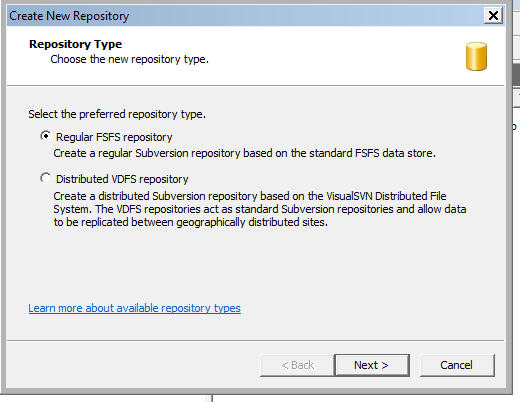 Create New Repository
Repository Type
Choose the new repository type.
Select the preferred repository type.
Regular FSFS repository
Create a regular Subversion repository based on the standard FSFS data store.
Distributed VDFS repository
Create a distributed Subversion repository based on the VisualSVN Distributed File
System. The VDFS repositories act as standard Subversion repositories and allow data
to be replicated between geographically distributed sites.
Learn more about available repository types
< Back
Next >
Cancel